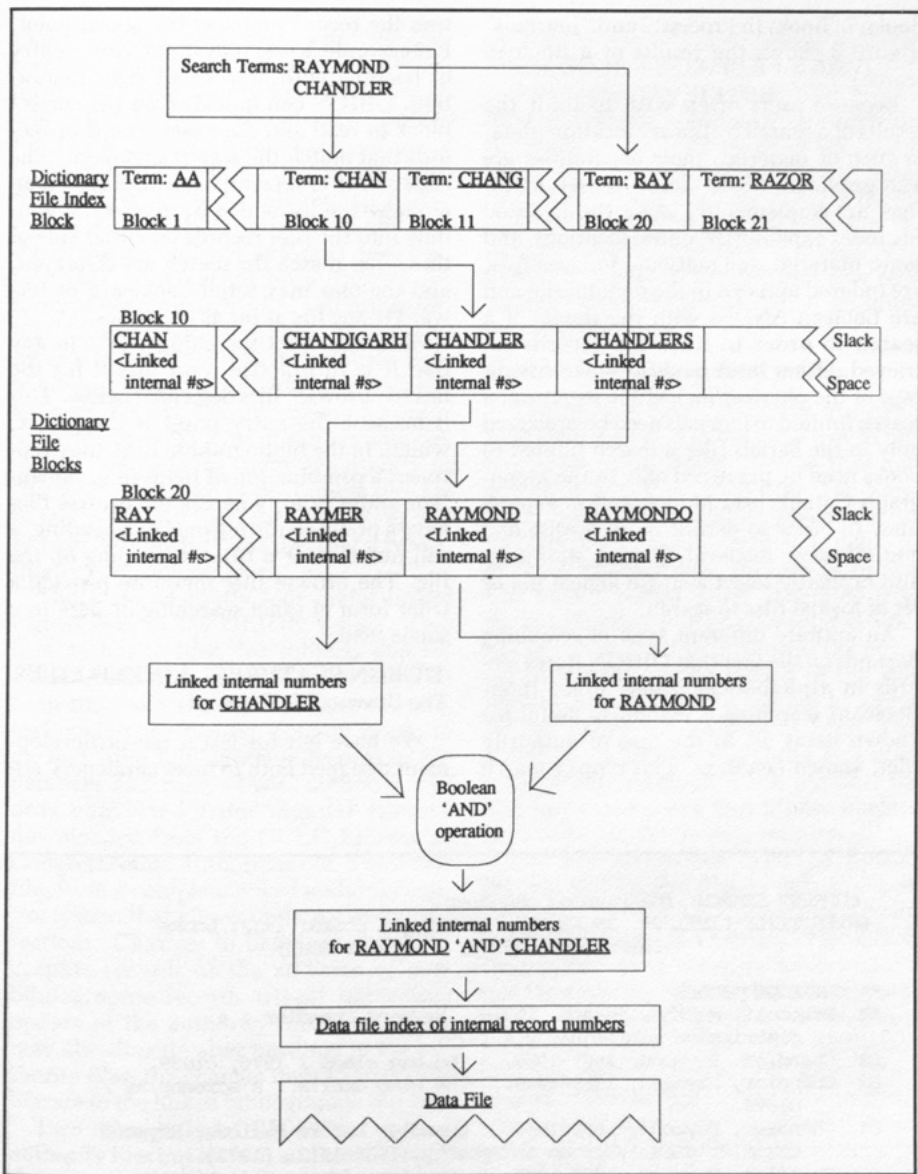 Search Terms: RAYMOND
CHANDLER
Dictionary
File Index
Block
Term: AA
Block 1
Term: CHAN
Block 10
Term: CHANG
Block 11
Term: RAY
Block 20
Term: RAZOR
Block 21
Dictionary
File
Blocks
Block 10
CHAN
<Linked
internal #s>
CHANDIGARH
<Linked
internal #s>
CHANDLER
<Linked
internal #s>
CHANDLERS
<Linked
internal #s>
Slack
Space
Block 20
RAY
<Linked
internal #s>
RAYMER
<Linked
internal #s>
RAYMOND
<Linked
internal #s>
RAYMONDO
<Linked
internal #s>
Slack
Space
Linked internal numbers
for CHANDLER
Linked internal numbers
for RAYMOND
Boolean
'AND'
operation
Linked internal numbers
for RAYMOND 'AND' CHANDLER
Data file index of internal record numbers
Data File